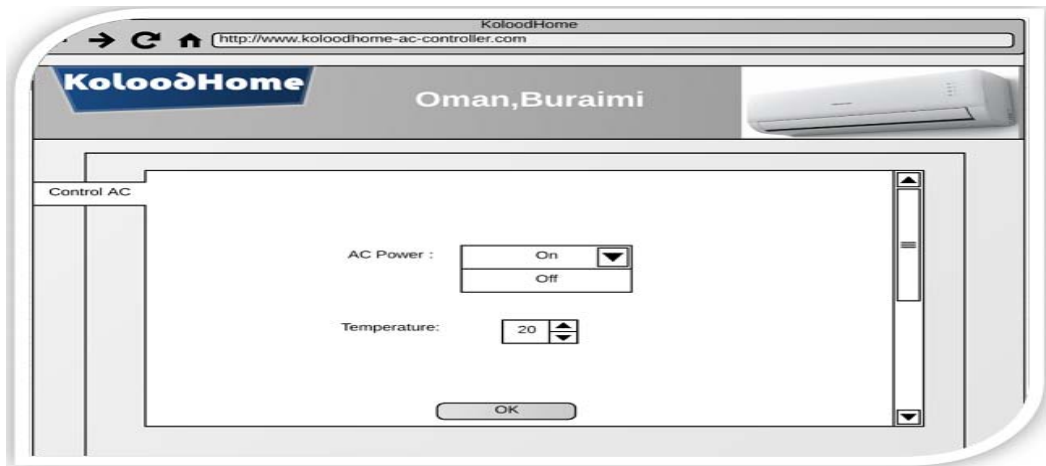 KoloodHome
http://www.koloodhome-ac-controller.com
KoloodHome
Oman,Buraimi
Control AC
AC Power :
On
Off
Temperature:
20
OK